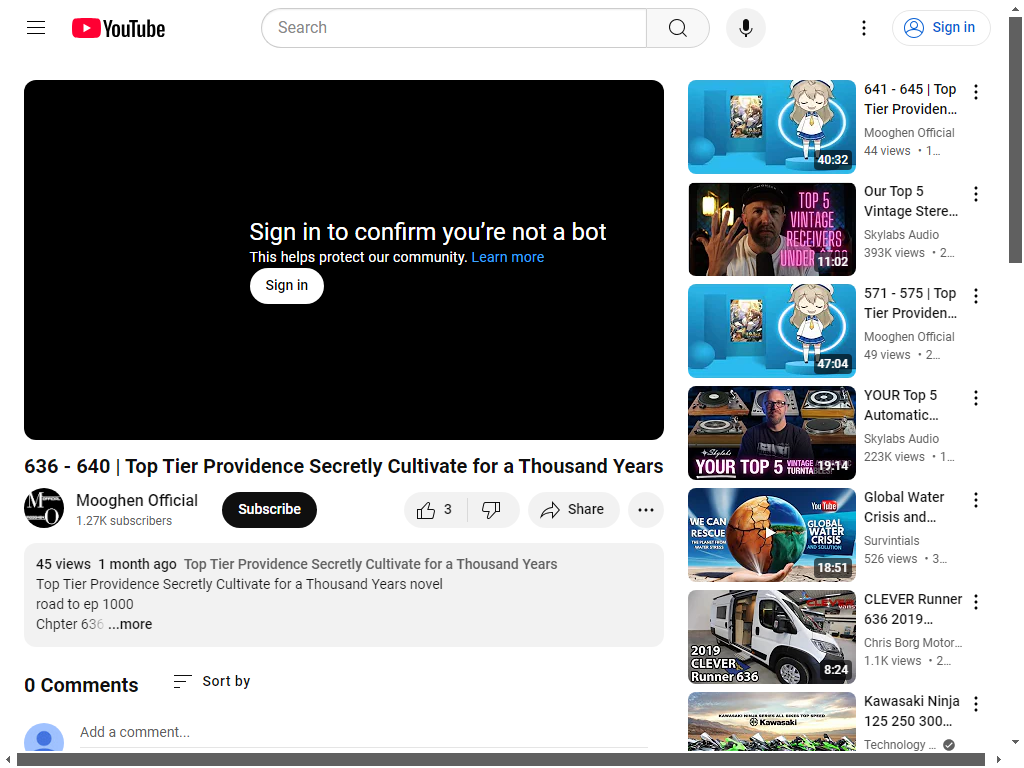 YouTube
Search
Sign in
Sign in to confirm you're not a bot
This helps protect our community. Learn more
Sign in
636 - 640 | Top Tier Providence Secretly Cultivate for a Thousand Years
Mooghen Official
1.27K subscribers
Subscribe
3
Share
45 views 1 month ago Top Tier Providence Secretly Cultivate for a Thousand Years
Top Tier Providence Secretly Cultivate for a Thousand Years novel
road to ep 1000
Chpter 636 ...more
0 Comments
Sort by
Add a comment...
40:32
641 - 645 | Top
Tier Providen...
Mooghen Official
44 views • 1...
TOP 5
VINTAGE
RECEIVERS
11:02
Our Top 5
Vintage Stere...
Skylabs Audio
393K views • 2...
47:04
571 - 575 | Top
Tier Providen...
Mooghen Official
49 views • 2...
Skylabs
YOUR TOP 5
19:14
YOUR Top 5
Automatic...
Skylabs Audio
223K views • 1...
YouTube
WE CAN
RESCUE
THE PLANET FROM
WATER STRESS
GLOBAL
WATER
CRISIS
AND SOLUTION
18:51
Global Water
Crisis and...
Survintials
526 views • 3...
2019
CLEVER
Runner 636
8:24
CLEVER Runner
636 2019...
Chris Borg Motor...
1.1K views • 2...
KAWASAKI NINJA SERIES ALL BIKES TOP SPEED
Kawasaki
Kawasaki Ninja
125 250 300...
Technology ...